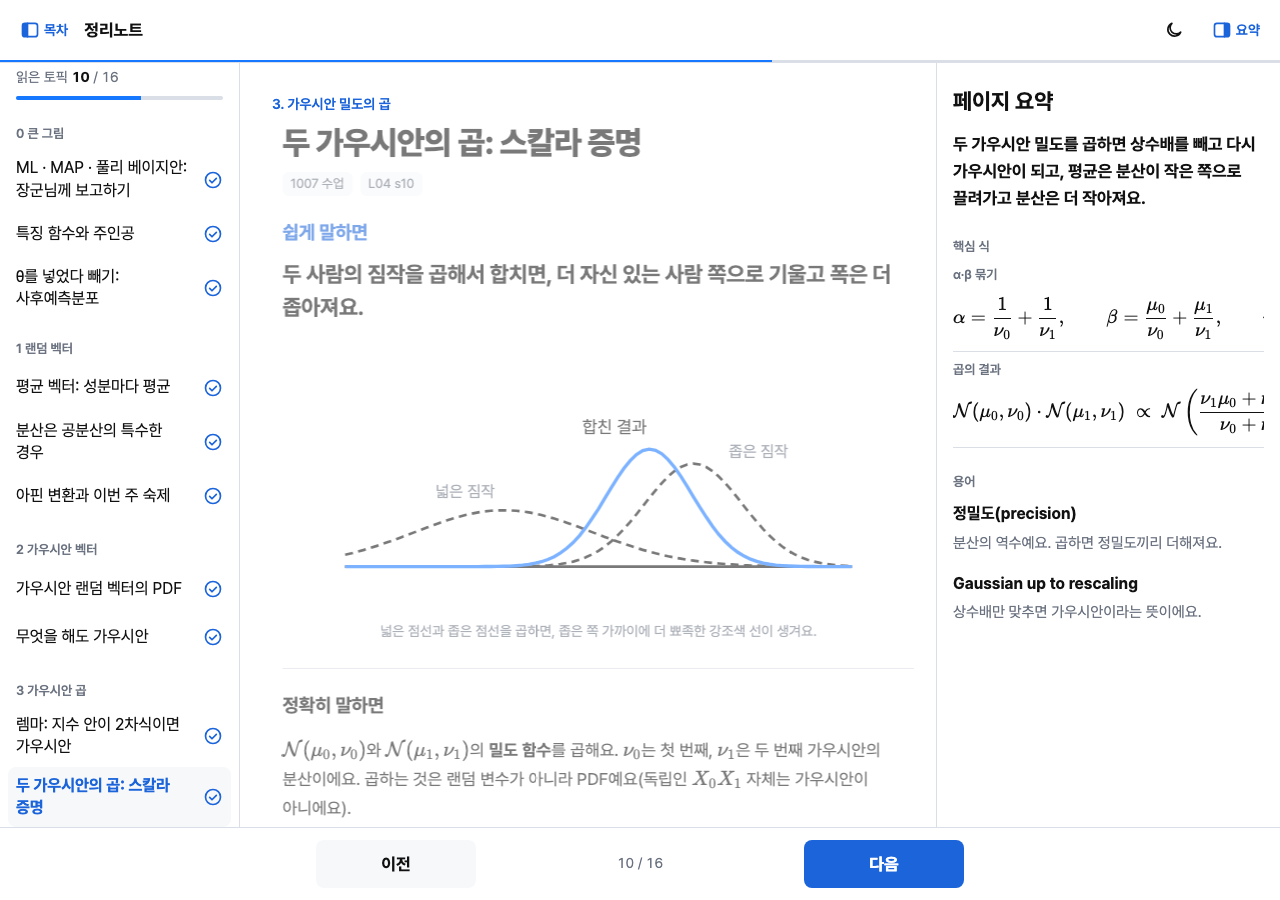 목차 정리노트 요약
읽은 토픽 10 / 16
0 큰 그림
ML · MAP · 풀리 베이지안:
장군님께 보고하기
특징 함수와 주인공
θ를 넣었다 빼기:
사후예측분포
1 랜덤 벡터
평균 벡터: 성분마다 평균
분산은 공분산의 특수한
경우
아핀 변환과 이번 주 숙제
2 가우시안 벡터
가우시안 랜덤 벡터의 PDF
무엇을 해도 가우시안
3 가우시안 곱
렘마: 지수 안이 2차식이면
가우시안
두 가우시안의 곱: 스칼라
증명
3. 가우시안 밀도의 곱
두 가우시안의 곱: 스칼라 증명
1007 수업 L04 s10
쉽게 말하면
두 사람의 짐작을 곱해서 합치면, 더 자신 있는 사람 쪽으로 기울고 폭은 더
좁아져요.
합친 결과
좁은 짐작
넓은 짐작
넓은 점선과 좁은 점선을 곱하면, 좁은 쪽 가까이에 더 뾰족한 강조색 선이 생겨요.
정확히 말하면
𝒩(μ₀, ν₀)와 𝒩(μ₁, ν₁)의 밀도 함수를 곱해요. ν₀는 첫 번째, ν₁은 두 번째 가우시안의
분산이에요. 곱하는 것은 랜덤 변수가 아니라 PDF예요(독립인 X₀X₁ 자체는 가우시안이
아니에요).
페이지 요약
두 가우시안 밀도를 곱하면 상수배를 빼고 다시
가우시안이 되고, 평균은 분산이 작은 쪽으로
끌려가고 분산은 더 작아져요.
핵심 식
α·β 묶기
α = 1/ν₀ + 1/ν₁, β = μ₀/ν₀ + μ₁/ν₁,
곱의 결과
𝒩(μ₀, ν₀) · 𝒩(μ₁, ν₁) ∝ 𝒩 (ν₁μ₀ + / ν₀ +
용어
정밀도(precision)
분산의 역수예요. 곱하면 정밀도끼리 더해져요.
Gaussian up to rescaling
상수배만 맞추면 가우시안이라는 뜻이에요.
이전 10 / 16 다음